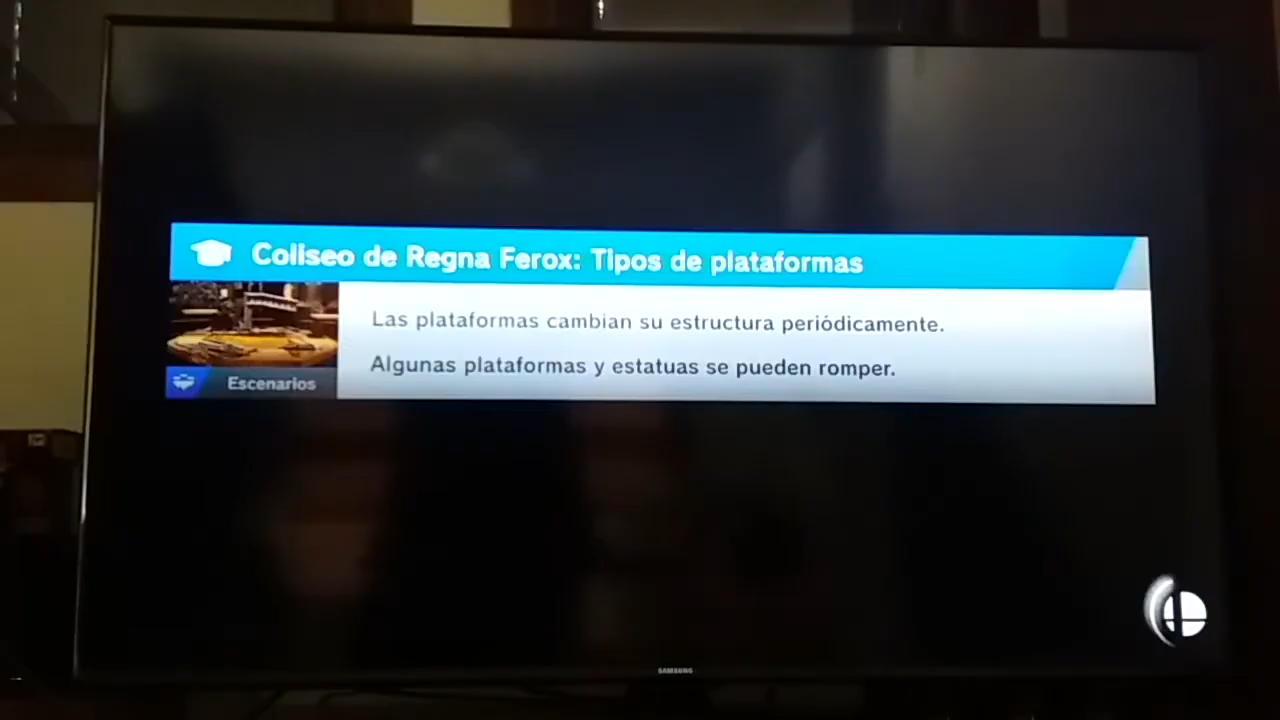 Coliseo de Regna Ferox: Tipos de plataformas
Las plataformas cambian su estructura periódicamente.
Algunas plataformas y estatuas se pueden romper.
Escenarios
SAMSUNG